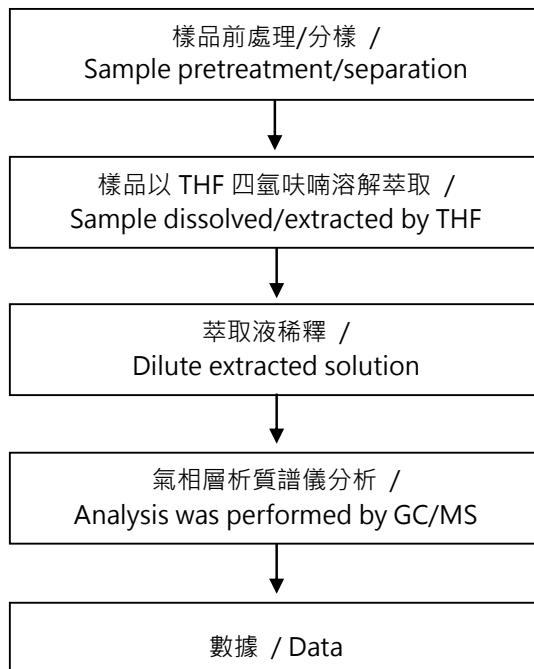 樣品前處理/分樣 /
Sample pretreatment/separation
樣品以 THF 四氫呋喃溶解萃取 /
Sample dissolved/extracted by THF
萃取液稀釋 /
Dilute extracted solution
氣相層析質譜儀分析 /
Analysis was performed by GC/MS
數據 / Data